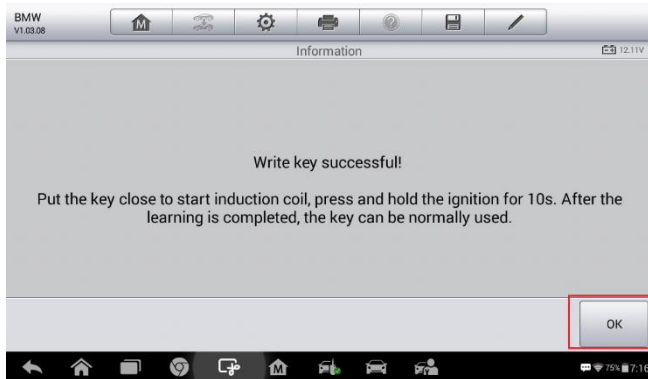 BMW
V1.03.08
Information
12.11V
Write key successful!
Put the key close to start induction coil, press and hold the ignition for 10s. After the
learning is completed, the key can be normally used.
OK
75% 7:16